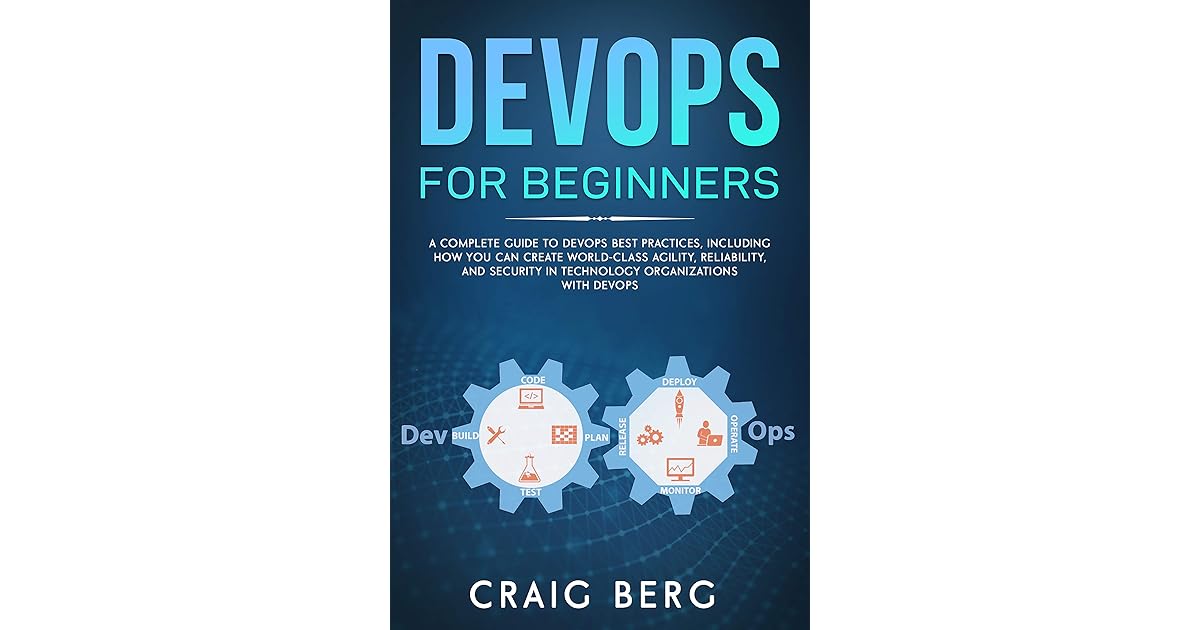 DEVOPS
FOR BEGINNERS
A COMPLETE GUIDE TO DEVOPS BEST PRACTICES, INCLUDING
HOW YOU CAN CREATE WORLD-CLASS AGILITY, RELIABILITY,
AND SECURITY IN TECHNOLOGY ORGANIZATIONS
WITH DEVOPS
Dev
CODE
BUILD
</>
PLAN
TEST
DEPLOY
RELEASE
OPERATE
MONITOR
Ops
CRAIG BERG